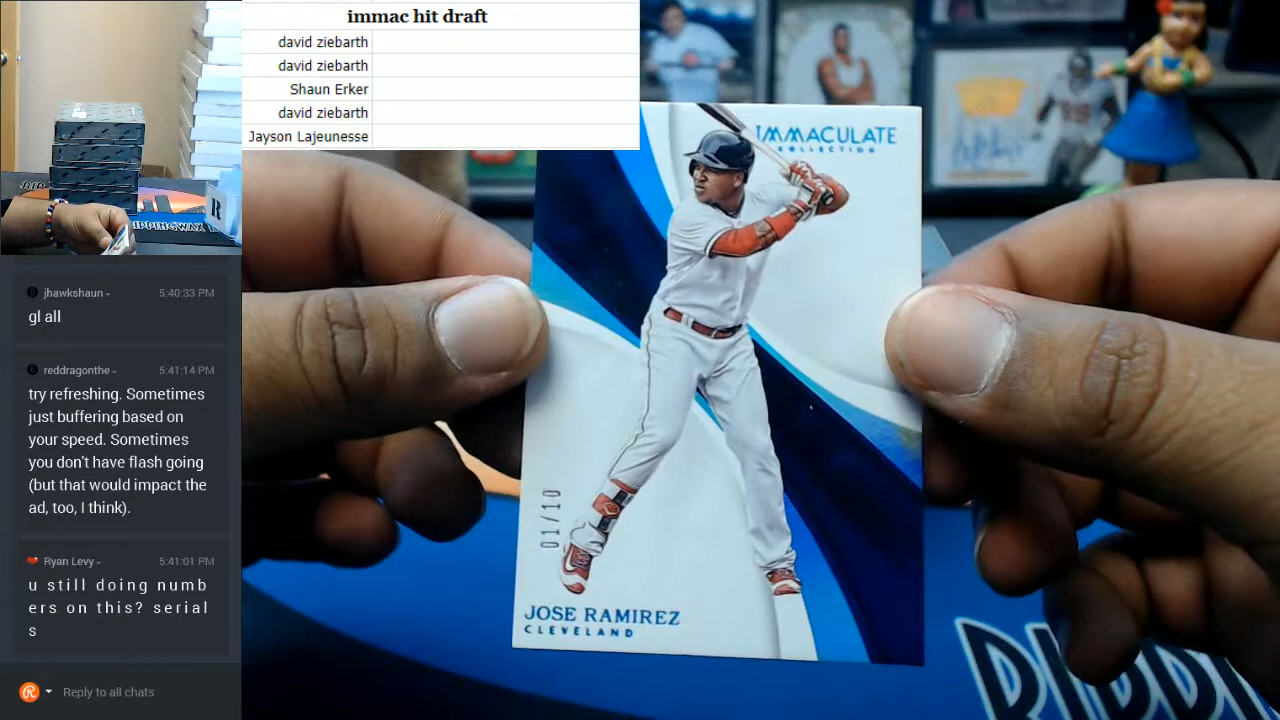 immac hit draft
david ziebarth
david ziebarth
Shaun Erker
david ziebarth
Jayson Lajeunesse
jhawkshaun
5:40:33 PM
gl all
reddragonthe
5:41:14 PM
try refreshing. Sometimes
just buffering based on
your speed. Sometimes
you don't have flash going
(but that would impact the
ad, too, I think).
Ryan Levy
5:41:01 PM
u still doing numb
ers on this? serial
s
Reply to all chats
IMMACULATE
COLLECTION
01/10
JOSE RAMIREZ
CLEVELAND
RIPPINGWAX
R